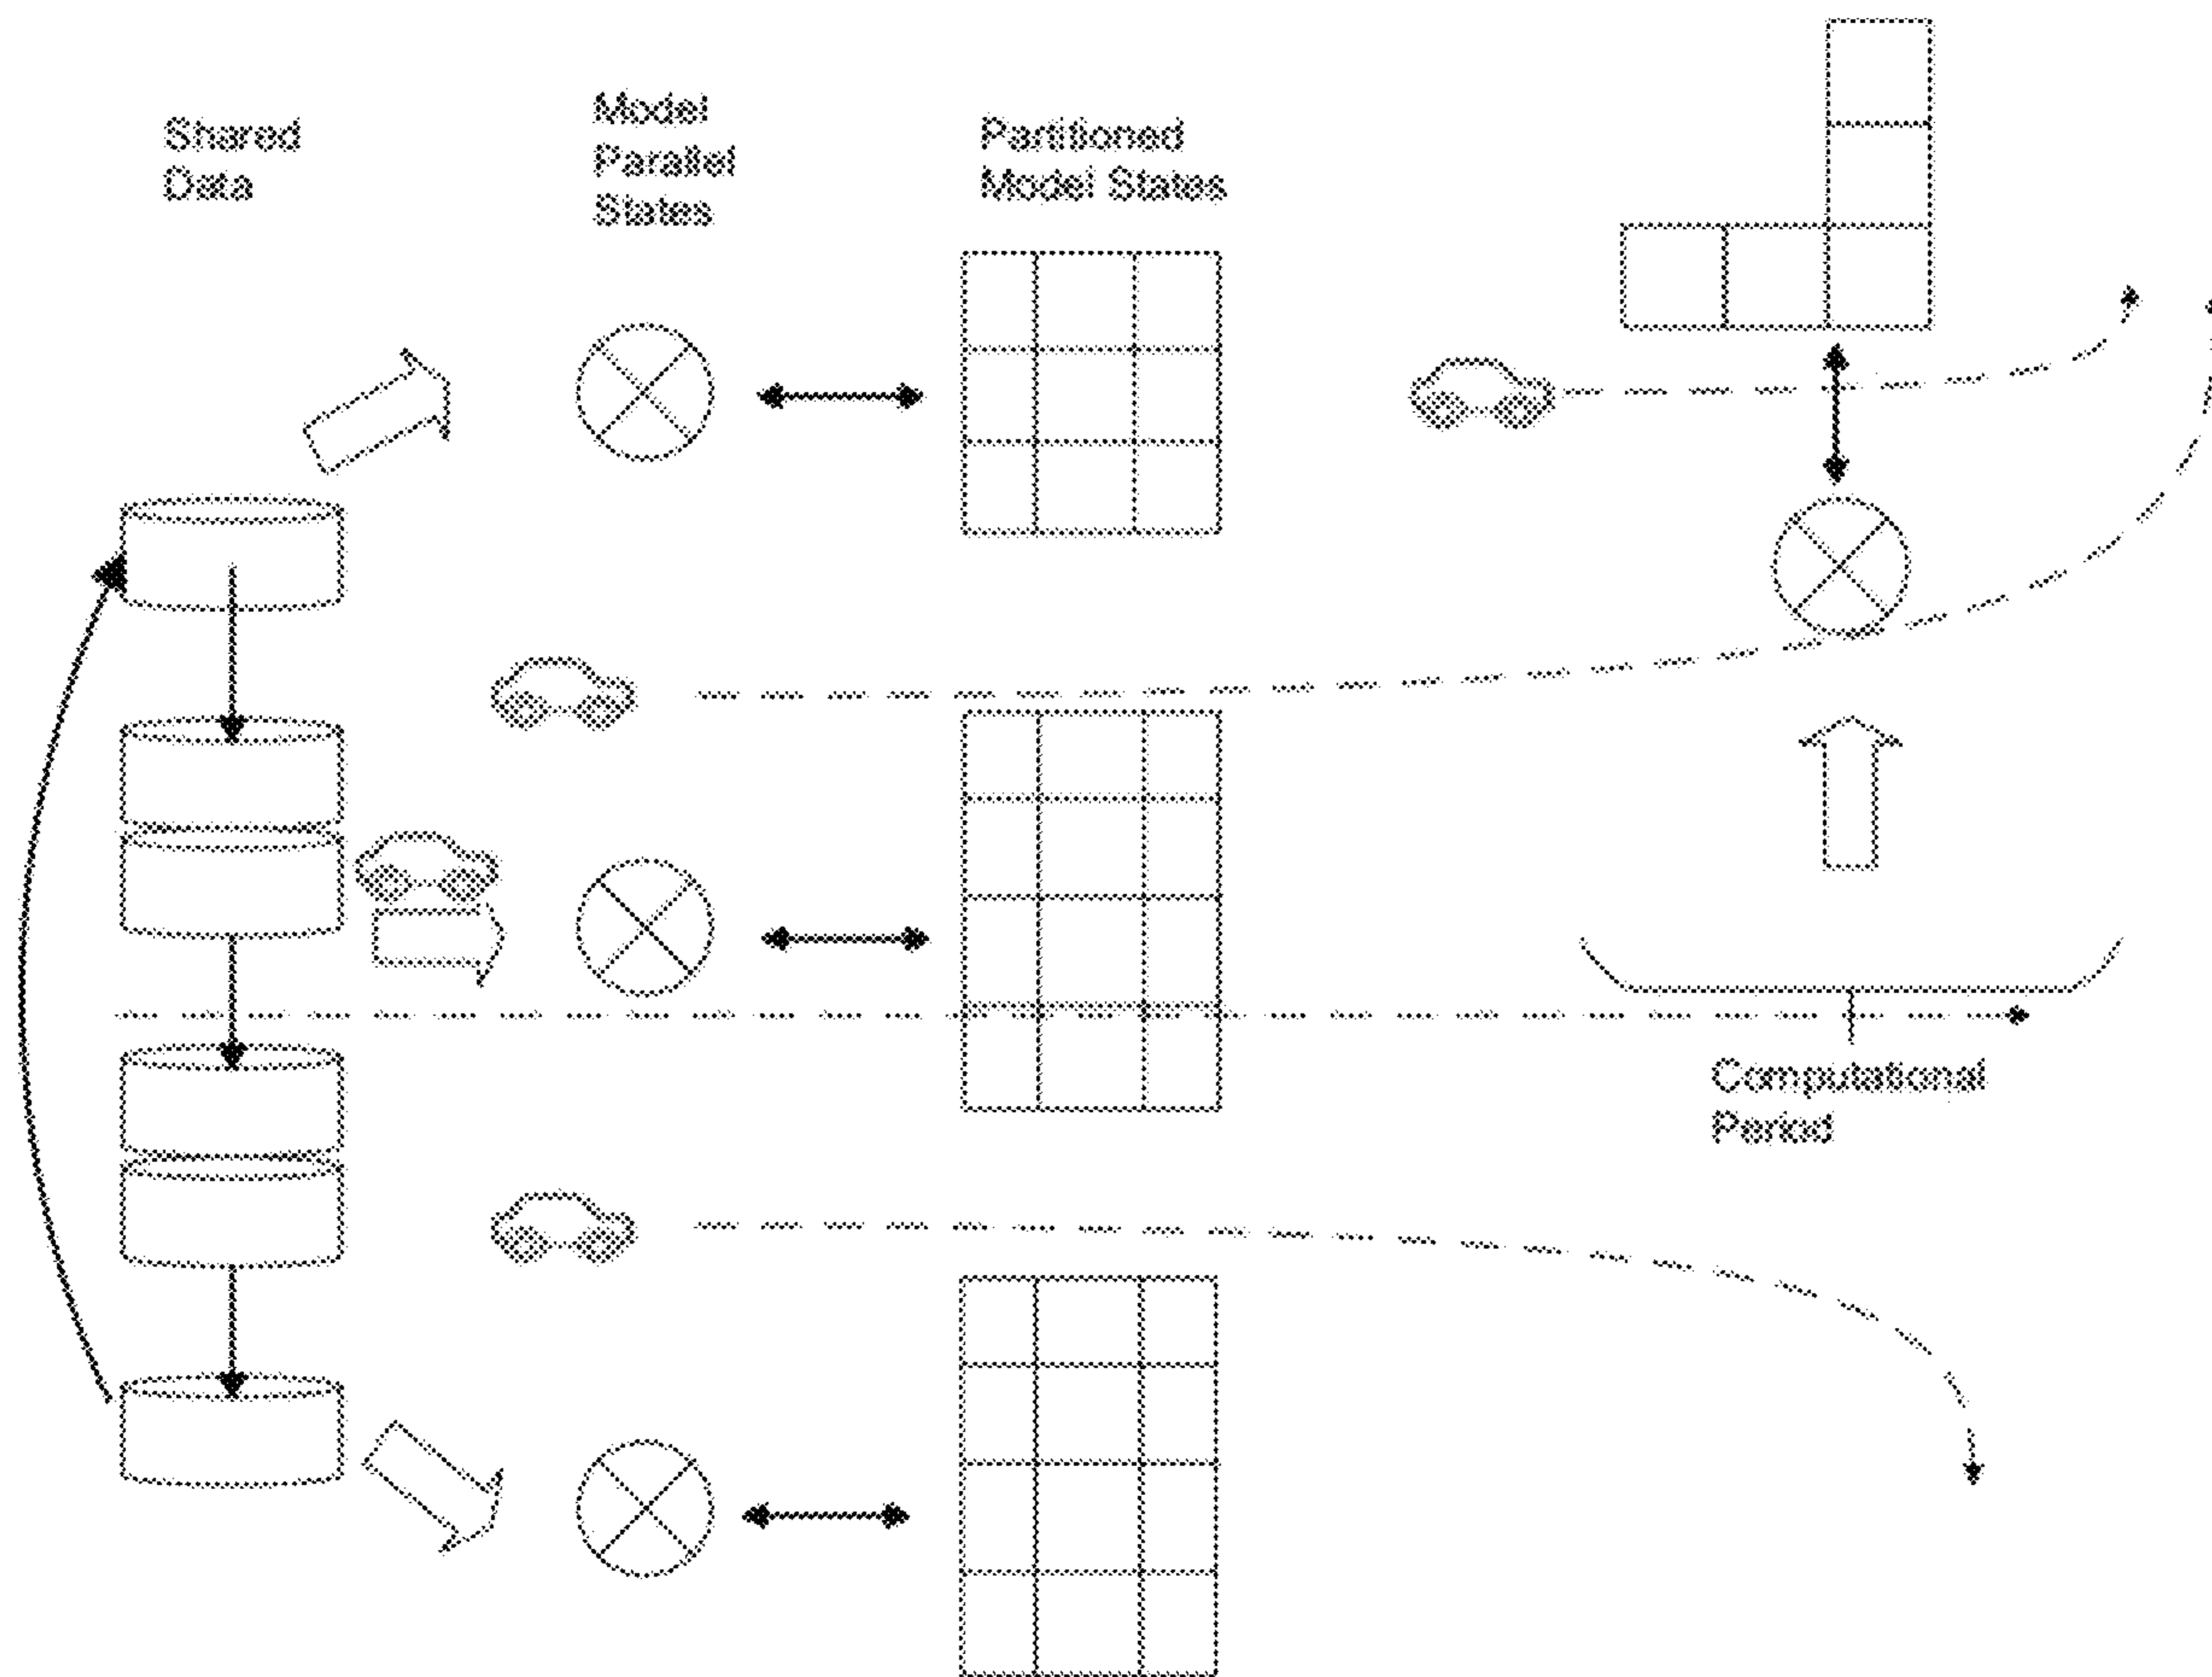 Shared
Data
Model
Parallel
States
Partitioned
Model States
Computational
Period